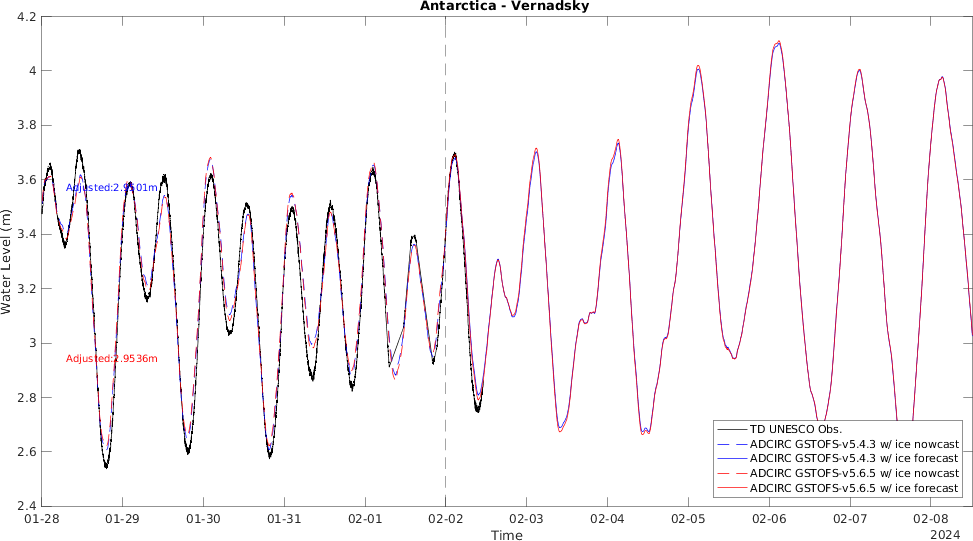 Antarctica - Vernadsky
4.2
4
3.8
3.6
3.4
3.2
3
2.8
2.6
2.4
Water Level (m)
Adjusted:2.9601m
Adjusted:2.9536m
TD UNESCO Obs.
ADCIRC GSTOFS-v5.4.3 w/ ice nowcast
ADCIRC GSTOFS-v5.4.3 w/ ice forecast
ADCIRC GSTOFS-v5.6.5 w/ ice nowcast
ADCIRC GSTOFS-v5.6.5 w/ ice forecast
01-28 01-29 01-30 01-31 02-01 02-02 02-03 02-04 02-05 02-06 02-07 02-08
Time
2024